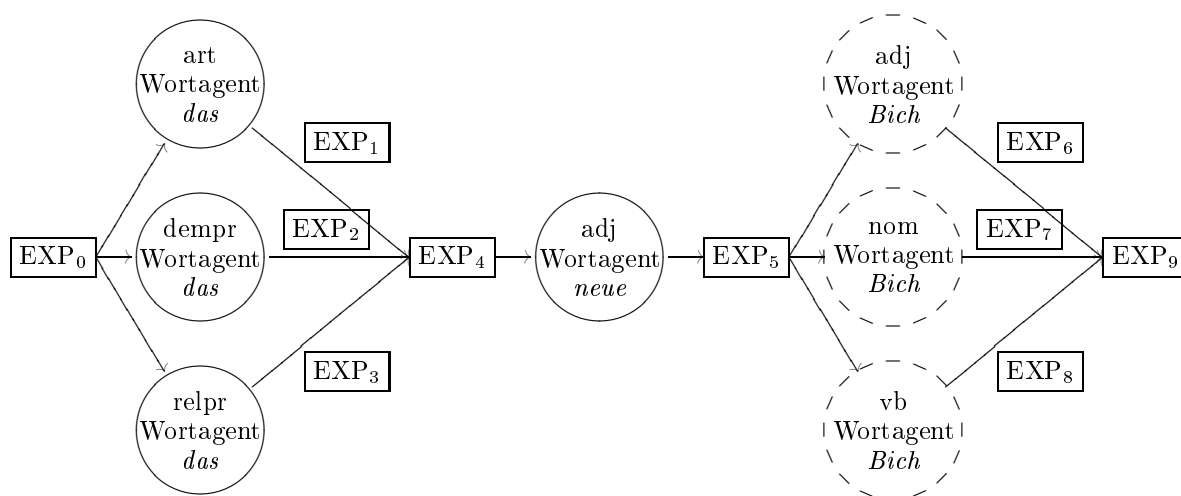 art
Wortagent
das
EXP₁
EXP₀
dempr
Wortagent
das
EXP₂
EXP₃
relpr
Wortagent
das
EXP₄
adj
Wortagent
neue
EXP₅
adj
Wortagent
Bich
EXP₆
nom
Wortagent
Bich
EXP₇
EXP₈
vb
Wortagent
Bich
EXP₉